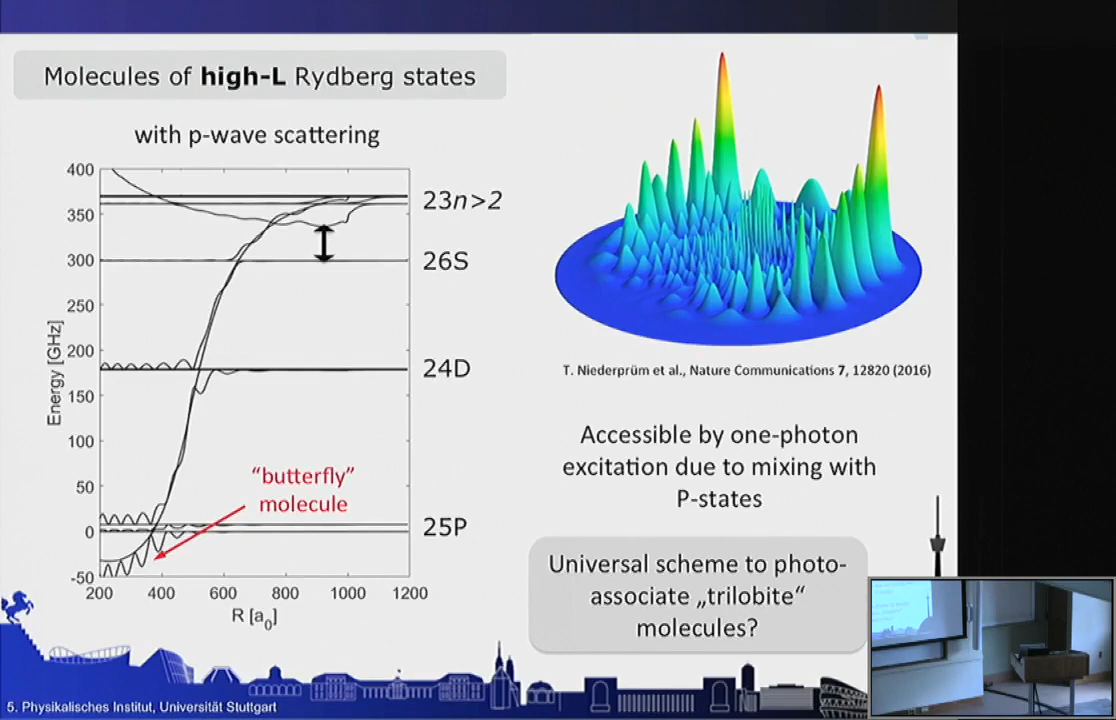 Molecules of high-L Rydberg states
with p-wave scattering
400
350
300
250
200
150
100
50
0
-50
Energy [GHz]
200
400
600
800
1000
1200
R [a0]
23n>2
26S
24D
25P
"butterfly"
molecule
T. Niederprüm et al., Nature Communications 7, 12820 (2016)
Accessible by one-photon
excitation due to mixing with
P-states
Universal scheme to photo-
associate „trilobite“
molecules?
5. Physikalisches Institut, Universität Stuttgart